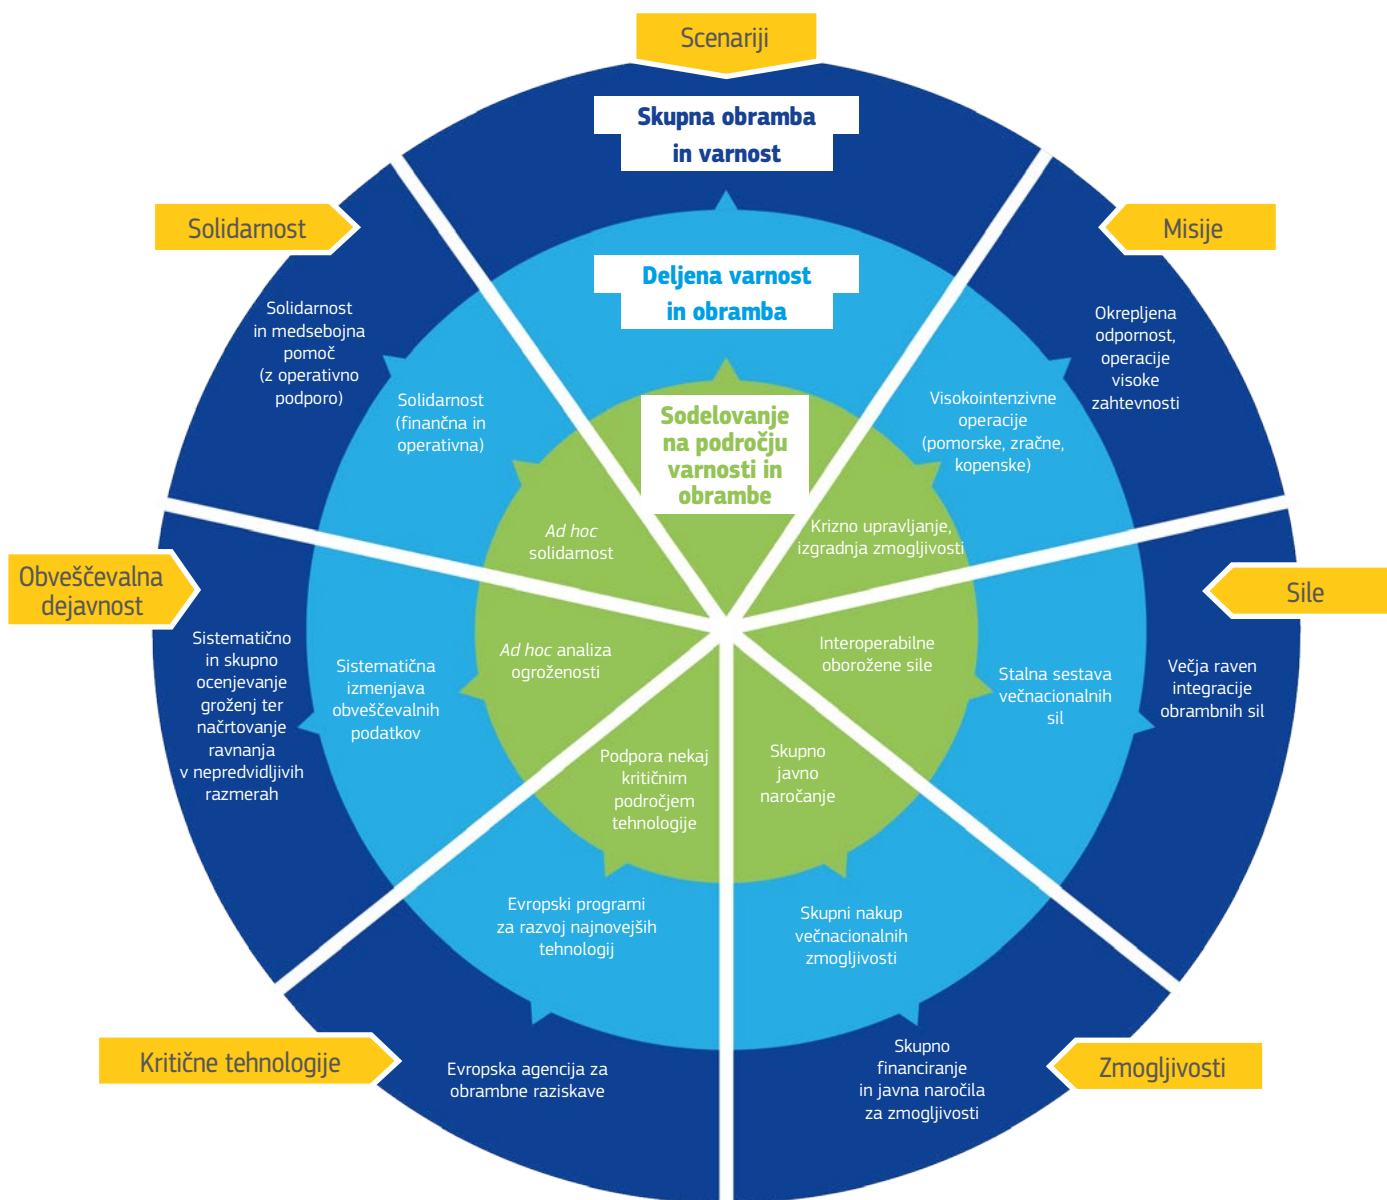 Scenariji
Skupna obramba
in varnost
Deljena varnost
in obramba
Sodelovanje
na področju
varnosti in
obrambe
Misije
Okrepljena
odpornost,
operacije
visoke
zahtevnosti
Visokointenzivne
operacije
(pomorske, zračne,
kopenske)
Krizno upravljanje,
izgradnja zmogljivosti
Sile
Večja raven
integracije
obrambnih sil
Stalna sestava
večnacionalnih
sil
Interoperabilne
oborožene sile
Zmogljivosti
Skupno
financiranje
in javna naročila
za zmogljivosti
Skupni nakup
večnacionalnih
zmogljivosti
Skupno
javno
naročanje
Kritične tehnologije
Evropska agencija za
obrambne raziskave
Evropski programi
za razvoj najnovejših
tehnologij
Podpora nekaj
kritičnim
področjem
tehnologije
Obveščevalna
dejavnost
Sistematično
in skupno
ocenjevanje
groženj ter
načrtovanje
ravnanja
v nepredvidljivih
razmerah
Sistematična
izmenjava
obveščevalnih
podatkov
Ad hoc analiza
ogroženosti
Solidarnost
Solidarnost
in medsebojna
pomoč
(z operativno
podporo)
Solidarnost
(finančna in
operativna)
Ad hoc
solidarnost